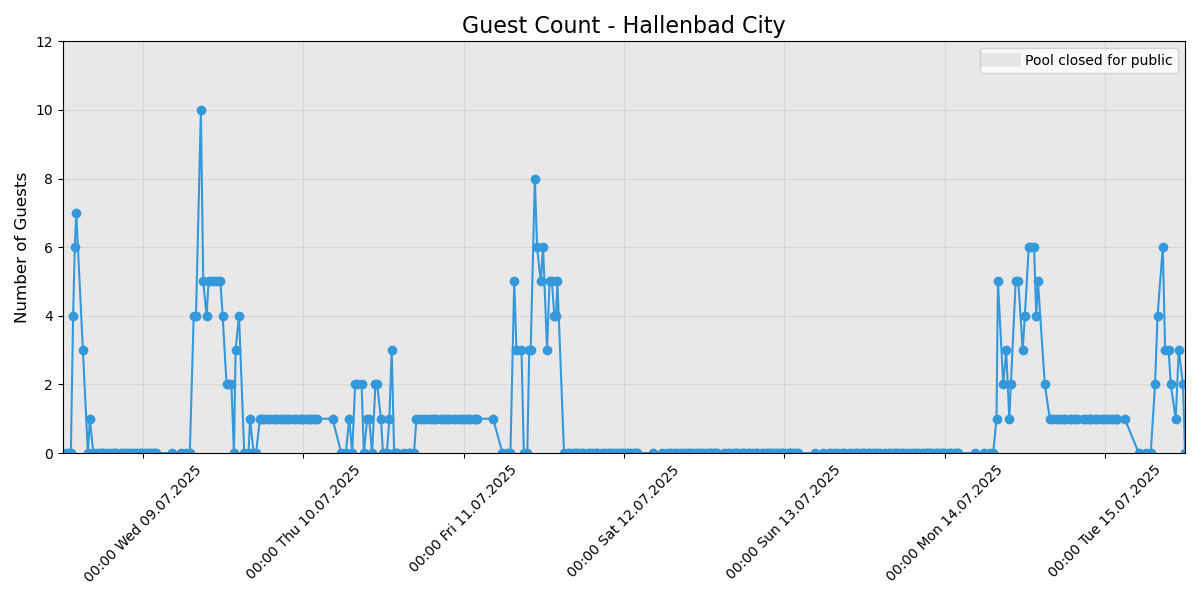 Guest Count - Hallenbad City
Pool closed for public
Number of Guests
12
10
8
6
4
2
0
00:00 Wed 09.07.2025
00:00 Thu 10.07.2025
00:00 Fri 11.07.2025
00:00 Sat 12.07.2025
00:00 Sun 13.07.2025
00:00 Mon 14.07.2025
00:00 Tue 15.07.2025